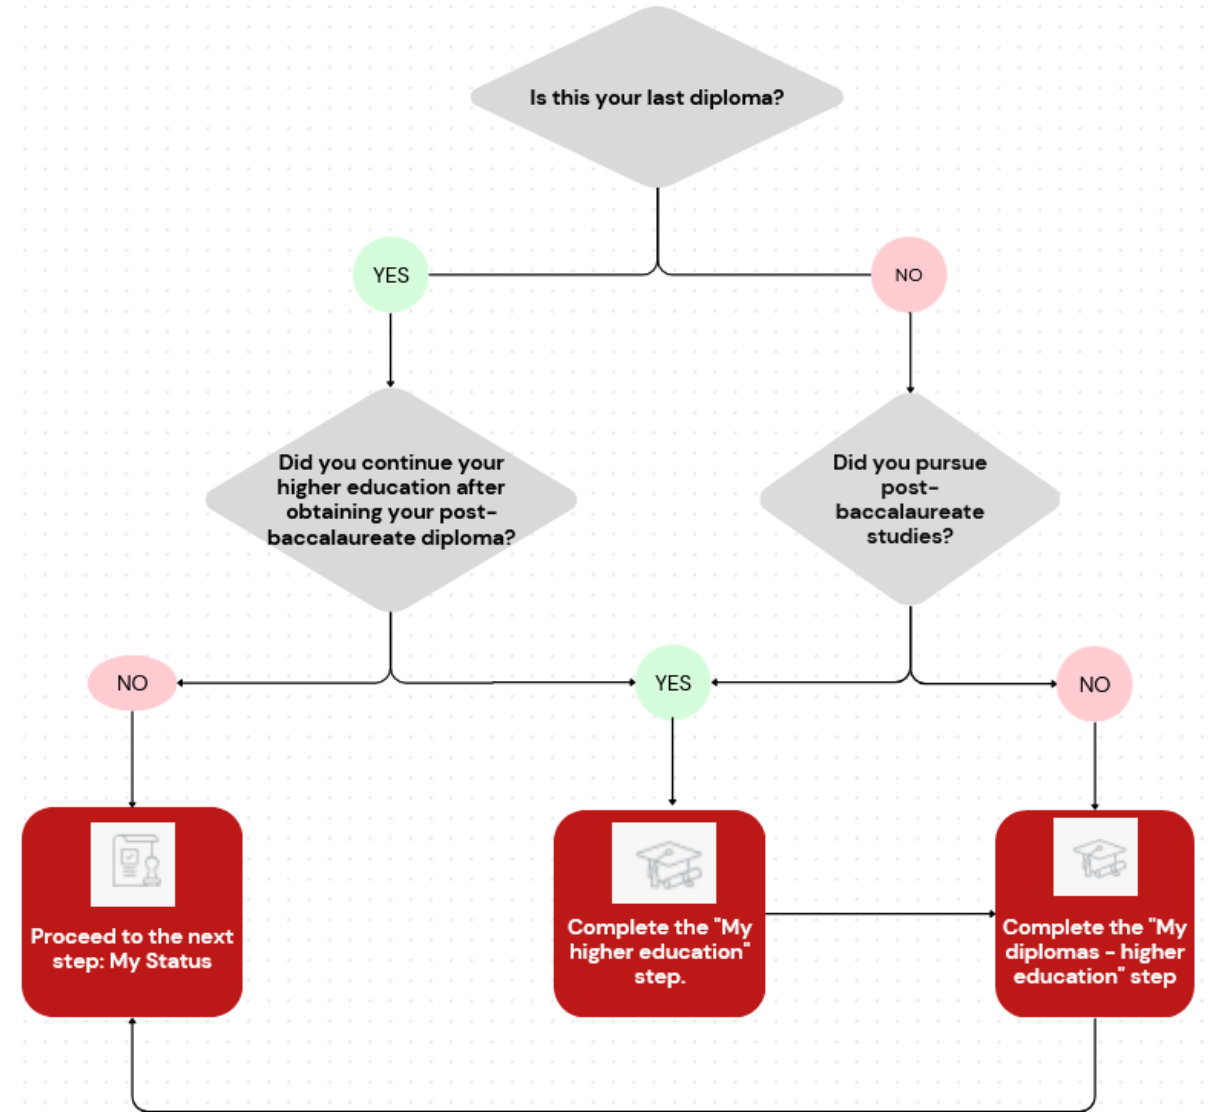 Is this your last diploma?
YES
NO
Did you continue your
higher education after
obtaining your post-
baccalaureate diploma?
Did you pursue
post-
baccalaureate
studies?
NO
YES
NO
Proceed to the next
step: My Status
Complete the "My
higher education"
step.
Complete the "My
diplomas - higher
education" step